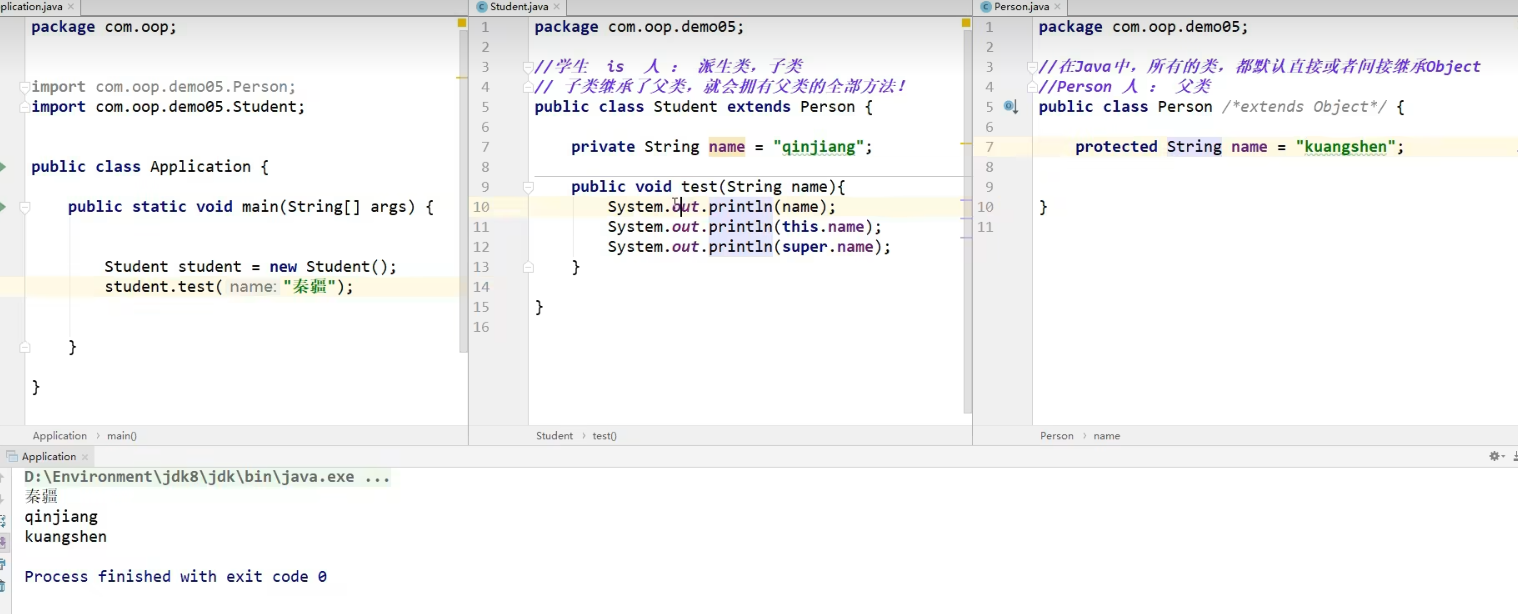 plication.java
package com.oop;
import com.oop.demo05.Person;
import com.oop.demo05.Student;
public class Application {
public static void main(String[] args) {
Student student = new Student();
student.test( name: "秦疆");
}
}
Application › main()
Student.java
1 package com.oop.demo05;
2
3 //学生 is 人 : 派生类, 子类
4 // 子类继承了父类, 就会拥有父类的全部方法!
5 public class Student extends Person {
6
7 private String name = "qinjiang";
8
9 public void test(String name){
10 System.out.println(name);
11 System.out.println(this.name);
12 System.out.println(super.name);
13 }
14
15 }
16
Student › test()
Person.java
1 package com.oop.demo05;
2
3 //在Java中, 所有的类, 都默认直接或者间接继承Object
4 //Person 人 : 父类
5 public class Person /*extends Object*/ {
6
7 protected String name = "kuangshen";
8
9
10 }
11
Person › name
Application
D:\Environment\jdk8\jdk\bin\java.exe ...
秦疆
qinjiang
kuangshen
Process finished with exit code 0